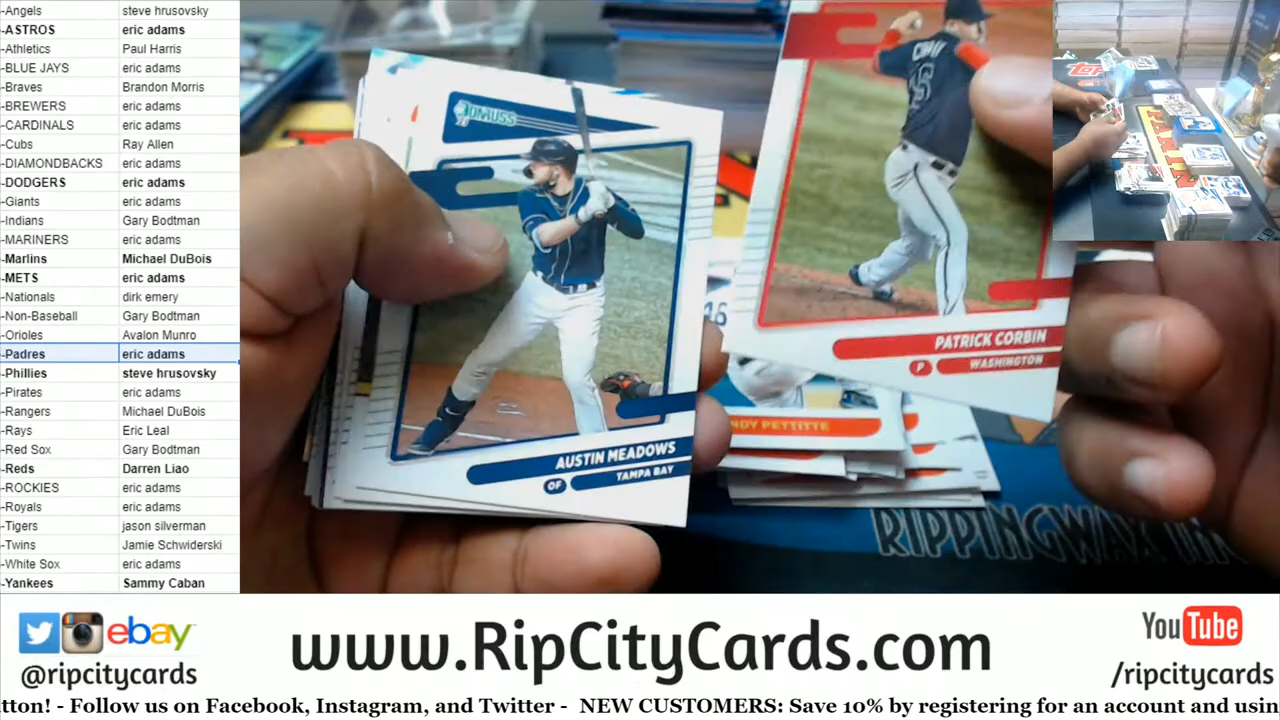 -Angels steve hrusovsky
-ASTROS eric adams
-Athletics Paul Harris
-BLUE JAYS eric adams
-Braves Brandon Morris
-BREWERS eric adams
-CARDINALS eric adams
-Cubs Ray Allen
-DIAMONDBACKS eric adams
-DODGERS eric adams
-Giants eric adams
-Indians Gary Bodtman
-MARINERS eric adams
-Marlins Michael DuBois
-METS eric adams
-Nationals dirk emery
-Non-Baseball Gary Bodtman
-Orioles Avalon Munro
-Padres eric adams
-Phillies steve hrusovsky
-Pirates eric adams
-Rangers Michael DuBois
-Rays Eric Leal
-Red Sox Gary Bodtman
-Reds Darren Liao
-ROCKIES eric adams
-Royals eric adams
-Tigers jason silverman
-Twins Jamie Schwiderski
-White Sox eric adams
-Yankees Sammy Caban
DONRUSS
AUSTIN MEADOWS
OF TAMPA BAY
PATRICK CORBIN
P WASHINGTON
46
NDY PETTITTE
RIPPINGWAX
PANINI
ebay
@ripcitycards
www.RipCityCards.com
YouTube
/ripcitycards
tton! - Follow us on Facebook, Instagram, and Twitter - NEW CUSTOMERS: Save 10% by registering for an account and usin